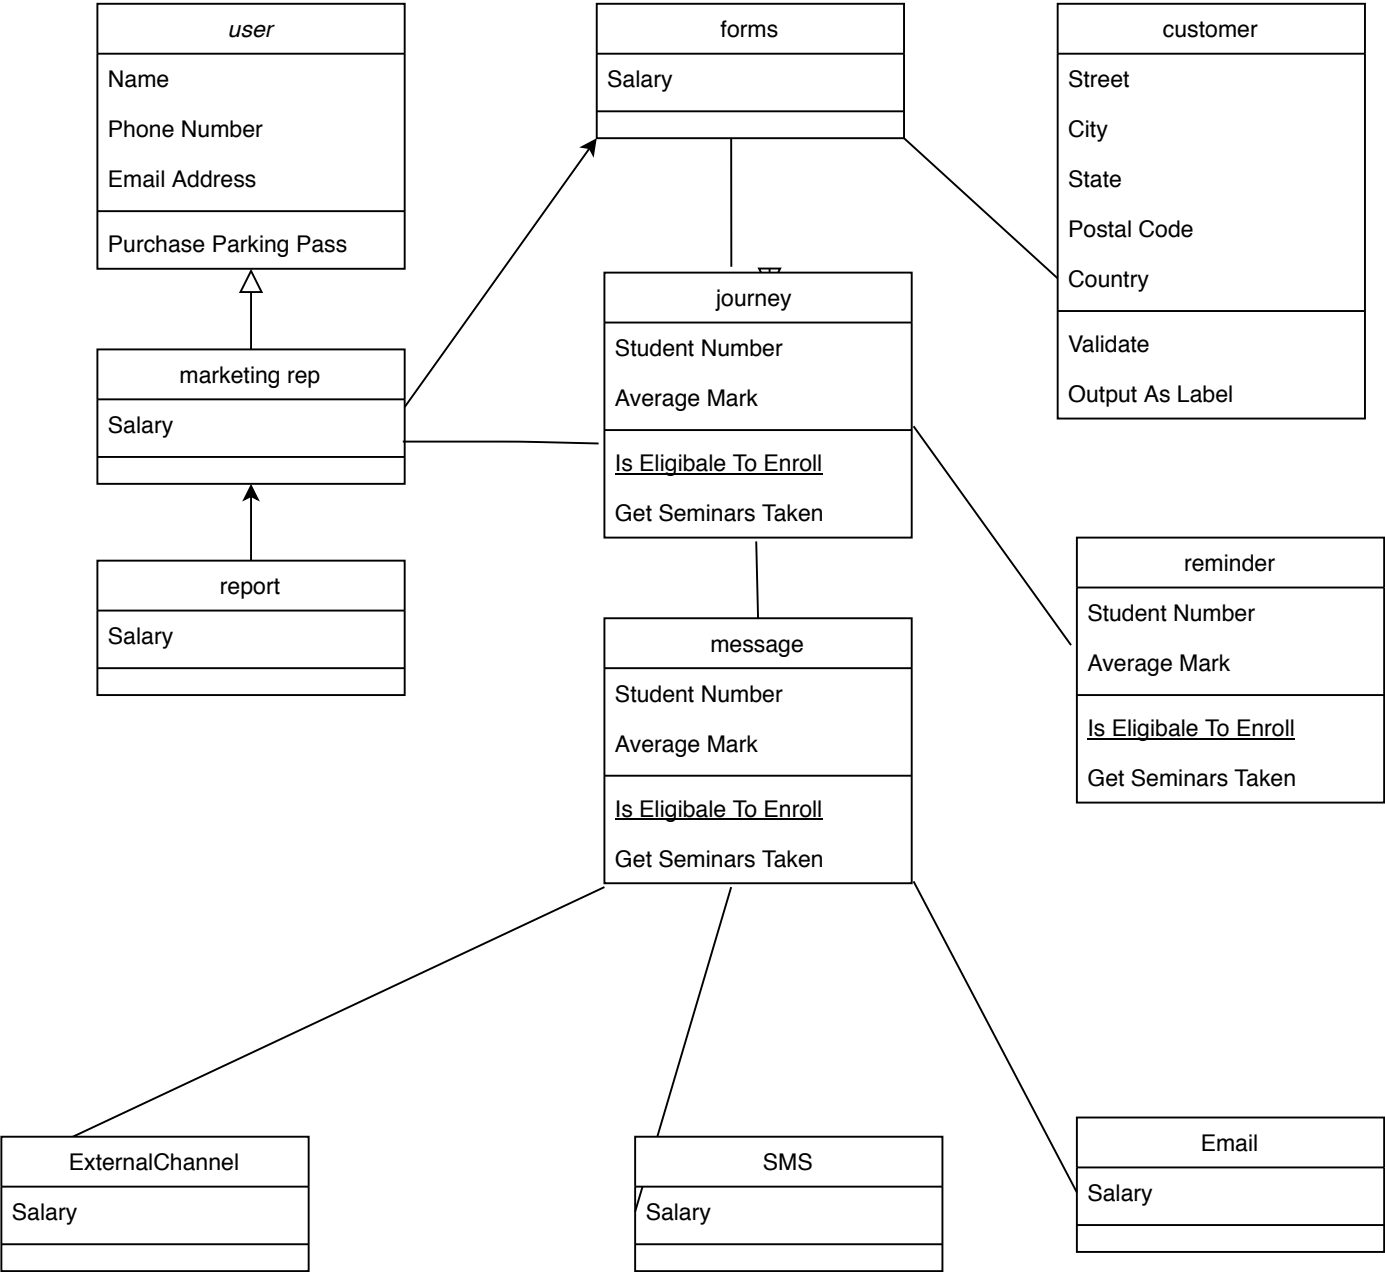 user
Name
Phone Number
Email Address
Purchase Parking Pass
forms
Salary
customer
Street
City
State
Postal Code
Country
Validate
Output As Label
marketing rep
Salary
journey
Student Number
Average Mark
Is Eligibale To Enroll
Get Seminars Taken
report
Salary
reminder
Student Number
Average Mark
Is Eligibale To Enroll
Get Seminars Taken
message
Student Number
Average Mark
Is Eligibale To Enroll
Get Seminars Taken
ExternalChannel
Salary
SMS
Salary
Email
Salary